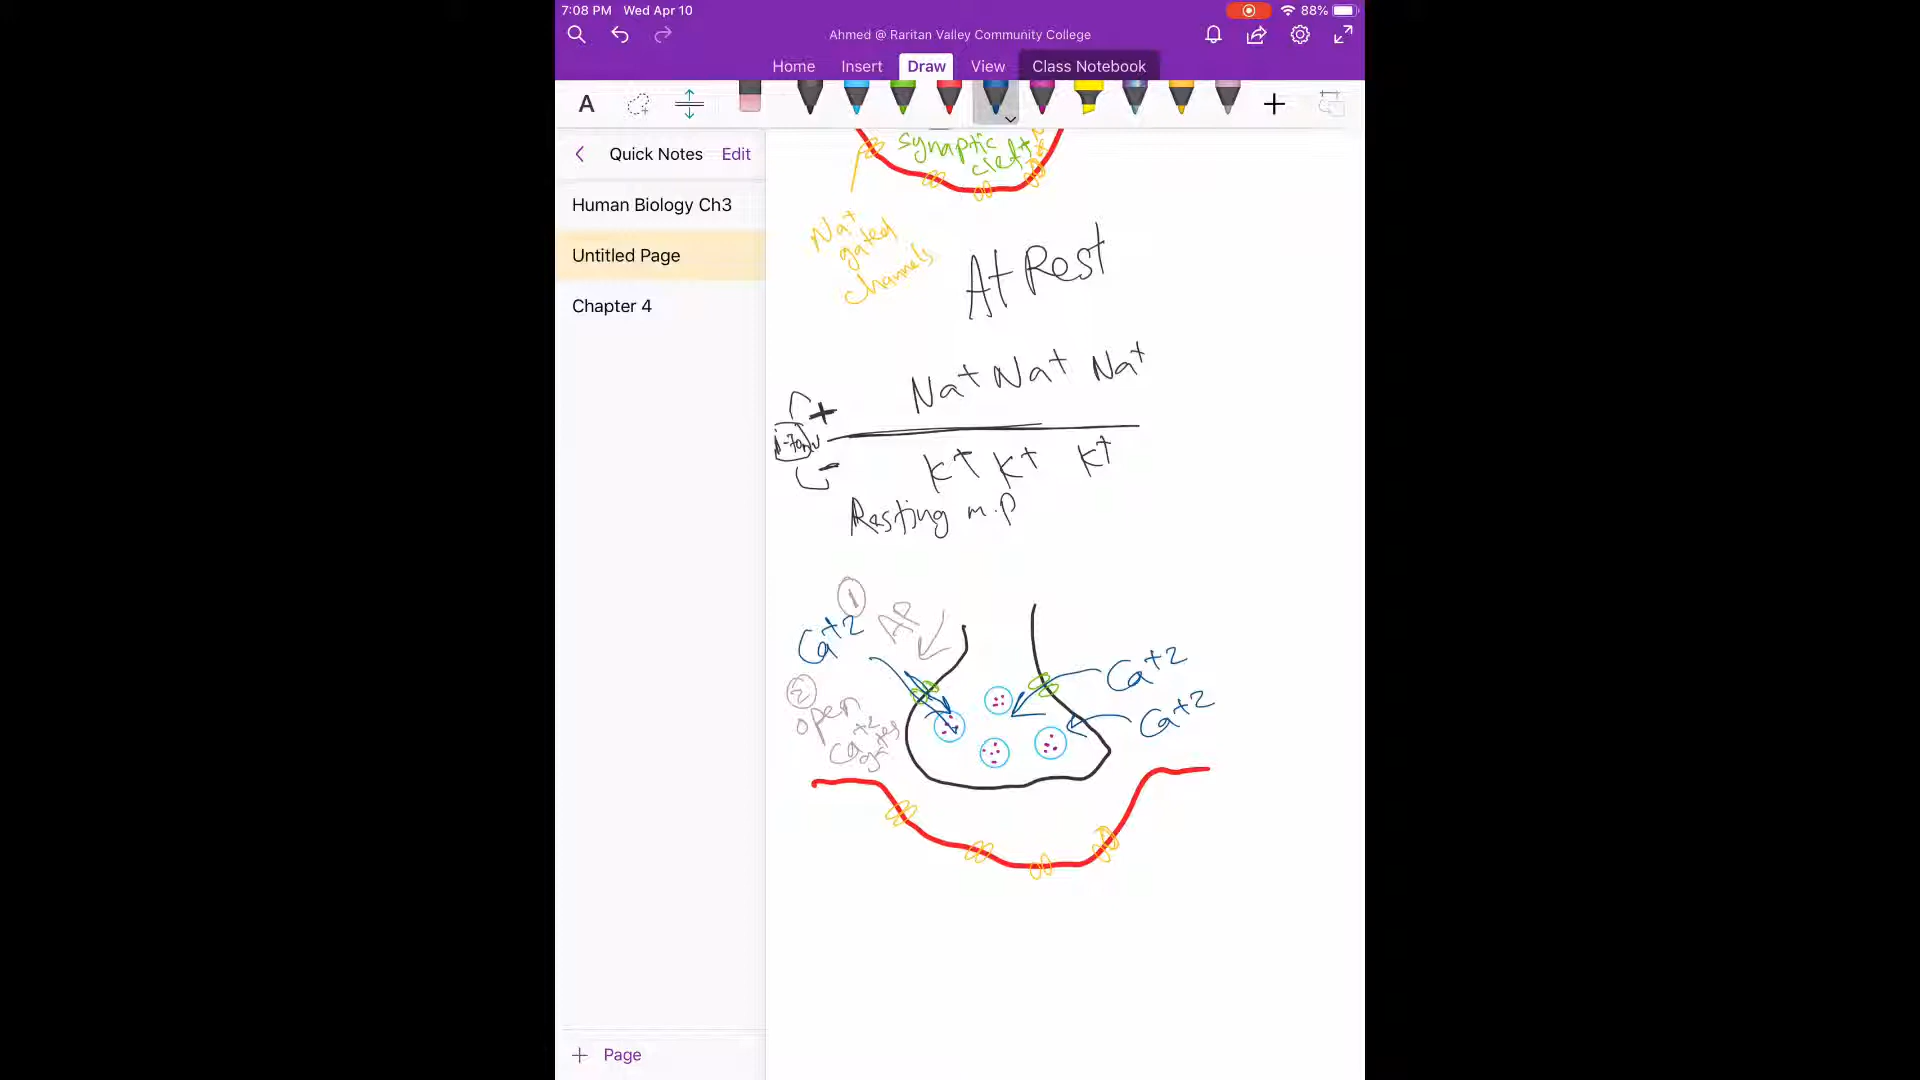 7:08 PM Wed Apr 10
88%
Ahmed @ Raritan Valley Community College
Home Insert Draw View Class Notebook
A
Quick Notes Edit
Human Biology Ch3
Untitled Page
Chapter 4
+ Page
synaptic
cleft
Na+
gated
channels
At Rest
Na+ Na+ Na+
+
-
K+ K+ K+
Resting m.p
1
Ca+2 AP
Ca+2
2
open
Ca+2
Ca+2